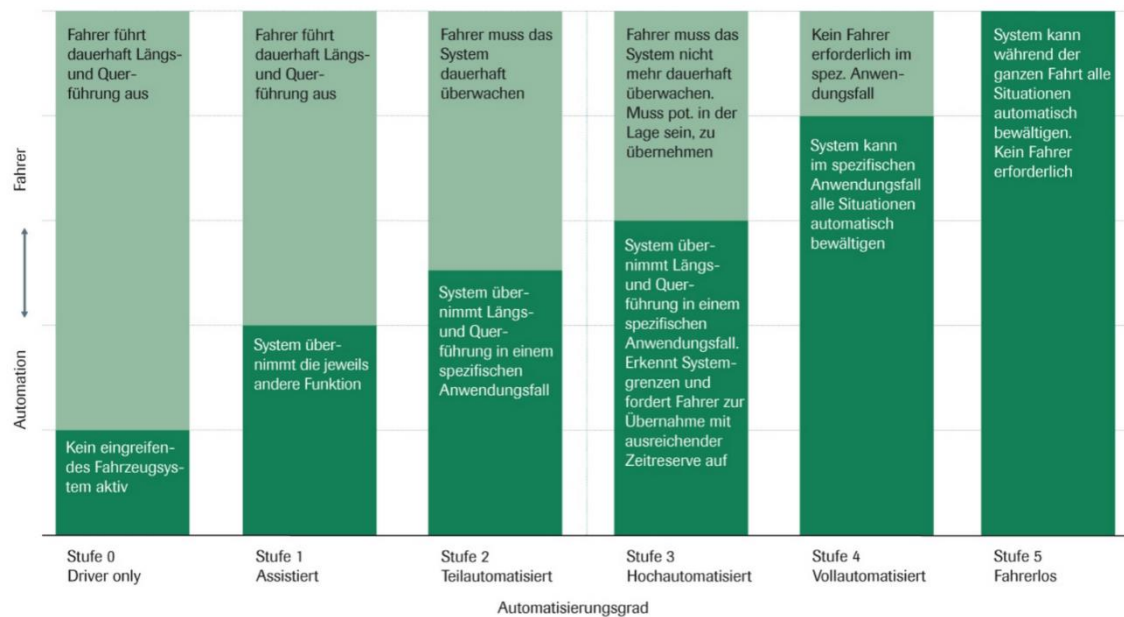 Fahrer führt
dauerhaft Längs-
und Quer-
führung aus
Kein eingreifen-
des Fahrzeugsys-
tem aktiv
Fahrer führt
dauerhaft Längs-
und Quer-
führung aus
System über-
nimmt die jeweils
andere Funktion
Fahrer muss das
System
dauerhaft
überwachen
System über-
nimmt Längs-
und Quer-
führung in einem
spezifischen
Anwendungsfall
Fahrer muss das
System nicht
mehr dauerhaft
überwachen.
Muss pot. in der
Lage sein, zu
übernehmen
System über-
nimmt Längs-
und Quer-
führung in einem
spezifischen
Anwendungsfall.
Erkennt System-
grenzen und
fordert Fahrer zur
Übernahme mit
ausreichender
Zeitreserve auf
Kein Fahrer
erforderlich im
spez. Anwen-
dungsfall
System kann
im spezifischen
Anwendungsfall
alle Situationen
automatisch
bewältigen
System kann
während der
ganzen Fahrt alle
Situationen
automatisch
bewältigen.
Kein Fahrer
erforderlich
Fahrer
Automation
Stufe 0
Driver only
Stufe 1
Assistiert
Stufe 2
Teilautomatisiert
Stufe 3
Hochautomatisiert
Stufe 4
Vollautomatisiert
Stufe 5
Fahrerlos
Automatisierungsgrad